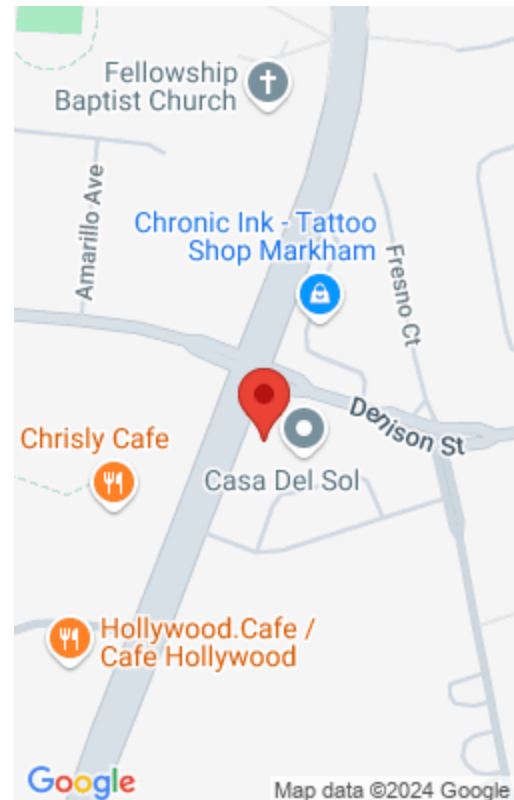 Fellowship
Baptist Church
Amarillo Ave
Chronic Ink - Tattoo
Shop Markham
Fresno Ct
Denison St
Chrisly Cafe
Casa Del Sol
Hollywood.Cafe /
Cafe Hollywood
Google
Map data ©2024 Google